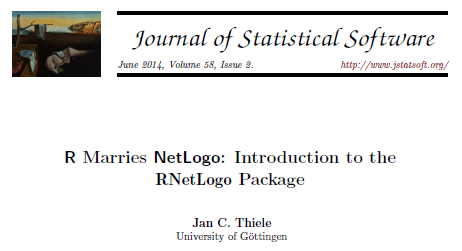 Journal of Statistical Software
June 2014, Volume 58, Issue 2. http://www.jstatsoft.org/
R Marries NetLogo: Introduction to the
RNetLogo Package
Jan C. Thiele
University of Göttingen